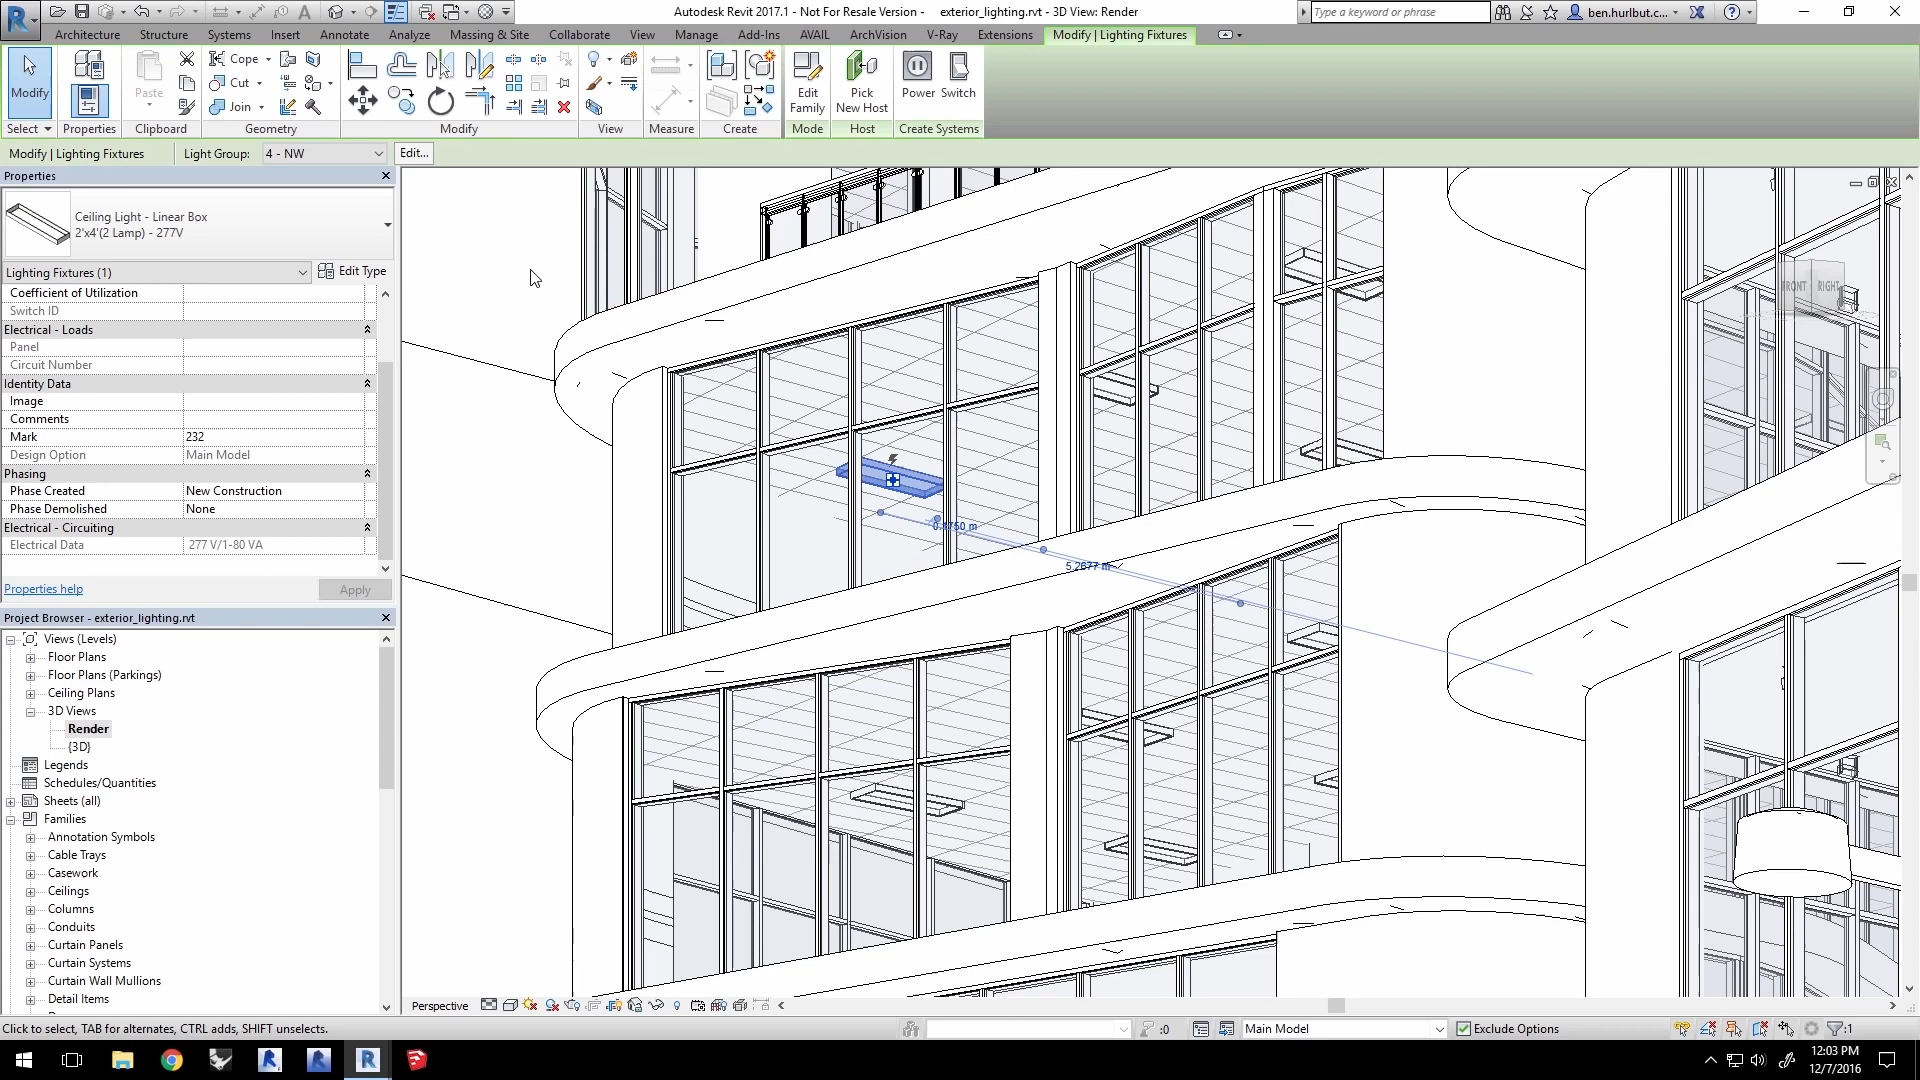 Autodesk Revit 2017.1 - Not For Resale Version - exterior_lighting.rvt - 3D View: Render
Type a keyword or phrase
ben.hurlbut.c...
Architecture Structure Systems Insert Annotate Analyze Massing & Site Collaborate View Manage Add-Ins AVAIL ArchVision V-Ray Extensions Modify | Lighting Fixtures
Modify
Paste
Cope
Cut
Join
Edit Family
Pick New Host
Power Switch
Select Properties Clipboard Geometry Modify View Measure Create Mode Host Create Systems
Modify | Lighting Fixtures Light Group: 4 - NW Edit...
Properties
Ceiling Light - Linear Box
2'x4'(2 Lamp) - 277V
Lighting Fixtures (1) Edit Type
Coefficient of Utilization
Switch ID
Electrical - Loads
Panel
Circuit Number
Identity Data
Image
Comments
Mark 232
Design Option Main Model
Phasing
Phase Created New Construction
Phase Demolished None
Electrical - Circuiting
Electrical Data 277 V/1-80 VA
Properties help Apply
Project Browser - exterior_lighting.rvt
Views (Levels)
Floor Plans
Floor Plans (Parkings)
Ceiling Plans
3D Views
Render
{3D}
Legends
Schedules/Quantities
Sheets (all)
Families
Annotation Symbols
Cable Trays
Casework
Ceilings
Columns
Conduits
Curtain Panels
Curtain Systems
Curtain Wall Mullions
Detail Items
FRONT RIGHT
5.2677 m
Perspective
Click to select, TAB for alternates, CTRL adds, SHIFT unselects.
:0
Main Model
Exclude Options
:1
12:03 PM
12/7/2016